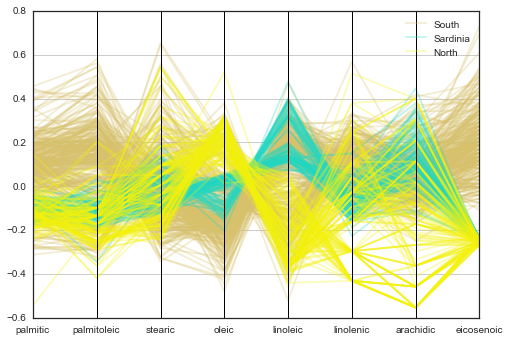 0.8
0.6
0.4
0.2
0.0
−0.2
−0.4
−0.6
South
Sardinia
North
palmitic palmitoleic stearic oleic linoleic linolenic arachidic eicosenoic